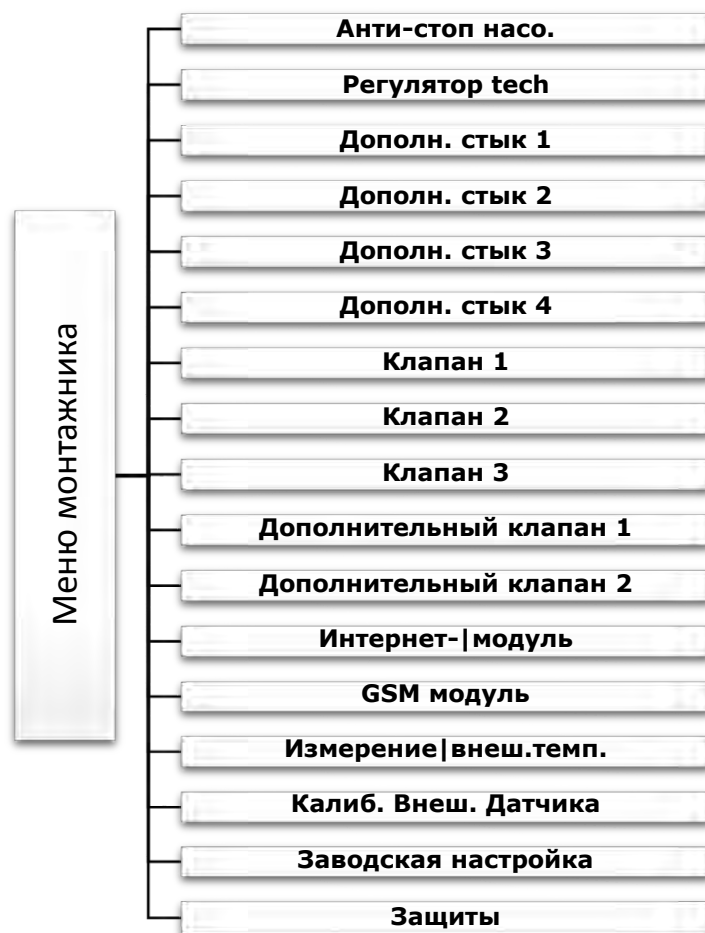 Меню монтажника
Анти-стоп насо.
Регулятор tech
Дополн. стык 1
Дополн. стык 2
Дополн. стык 3
Дополн. стык 4
Клапан 1
Клапан 2
Клапан 3
Дополнительный клапан 1
Дополнительный клапан 2
Интернет-|модуль
GSM модуль
Измерение|внеш.темп.
Калиб. Внеш. Датчика
Заводская настройка
Защиты